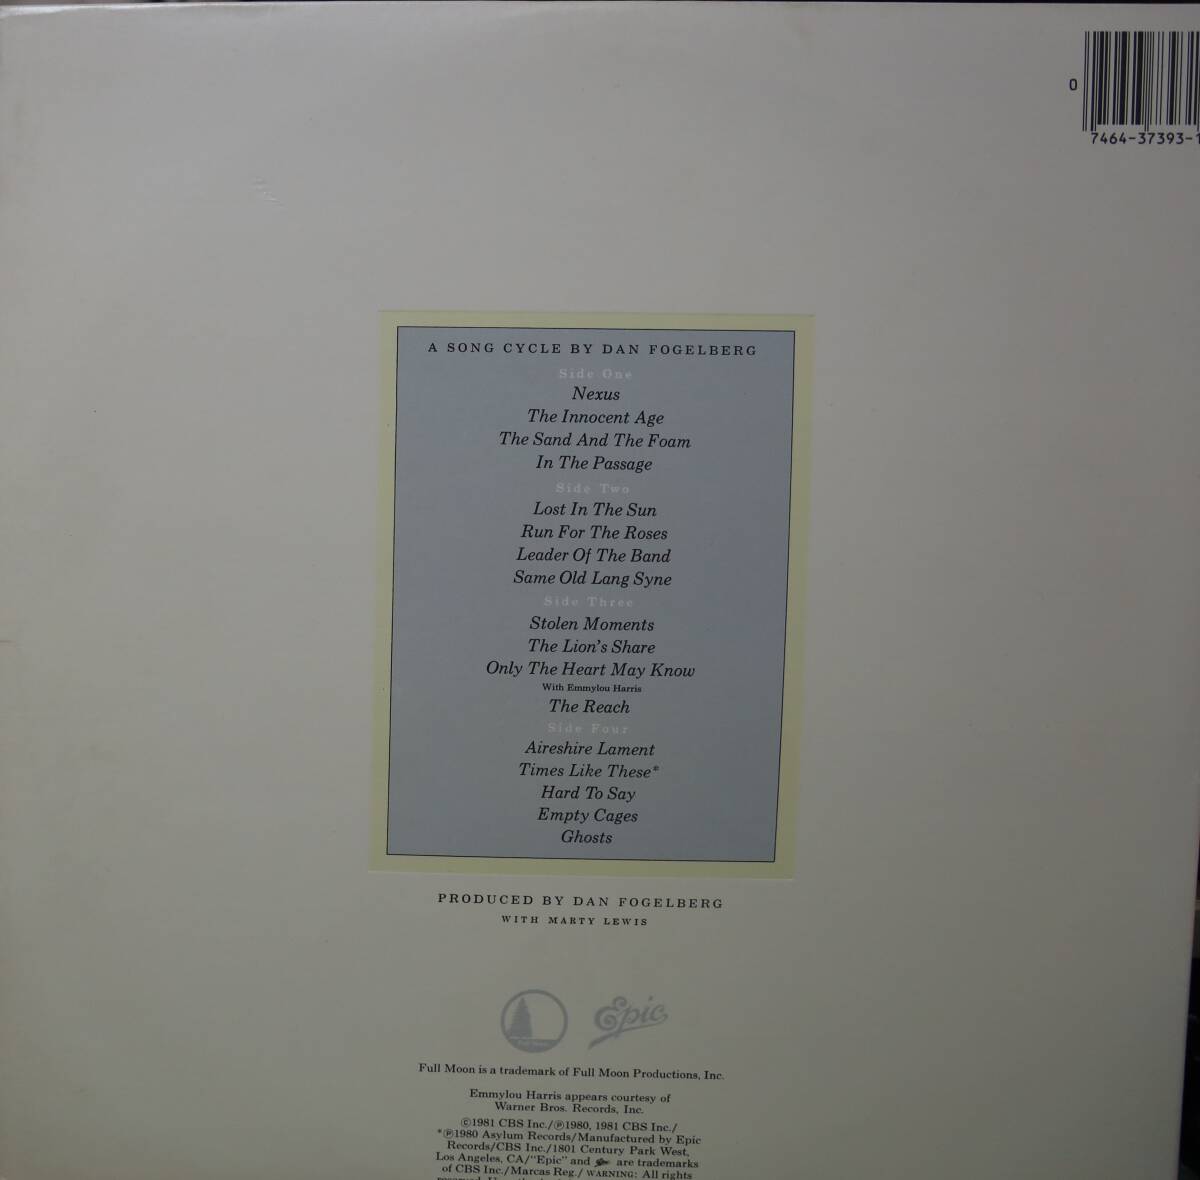 0
7464-37393-1
A SONG CYCLE BY DAN FOGELBERG
Side One
Nexus
The Innocent Age
The Sand And The Foam
In The Passage
Side Two
Lost In The Sun
Run For The Roses
Leader Of The Band
Same Old Lang Syne
Side Three
Stolen Moments
The Lion's Share
Only The Heart May Know
With Emmylou Harris
The Reach
Side Four
Aireshire Lament
Times Like These*
Hard To Say
Empty Cages
Ghosts
PRODUCED BY DAN FOGELBERG
WITH MARTY LEWIS
Full Moon
Epic
Full Moon is a trademark of Full Moon Productions, Inc.
Emmylou Harris appears courtesy of
Warner Bros. Records, Inc.
©1981 CBS Inc./℗1980, 1981 CBS Inc./
*℗1980 Asylum Records/Manufactured by Epic
Records/CBS Inc./1801 Century Park West,
Los Angeles, CA/"Epic" and are trademarks
of CBS Inc./Marcas Reg./ WARNING: All rights